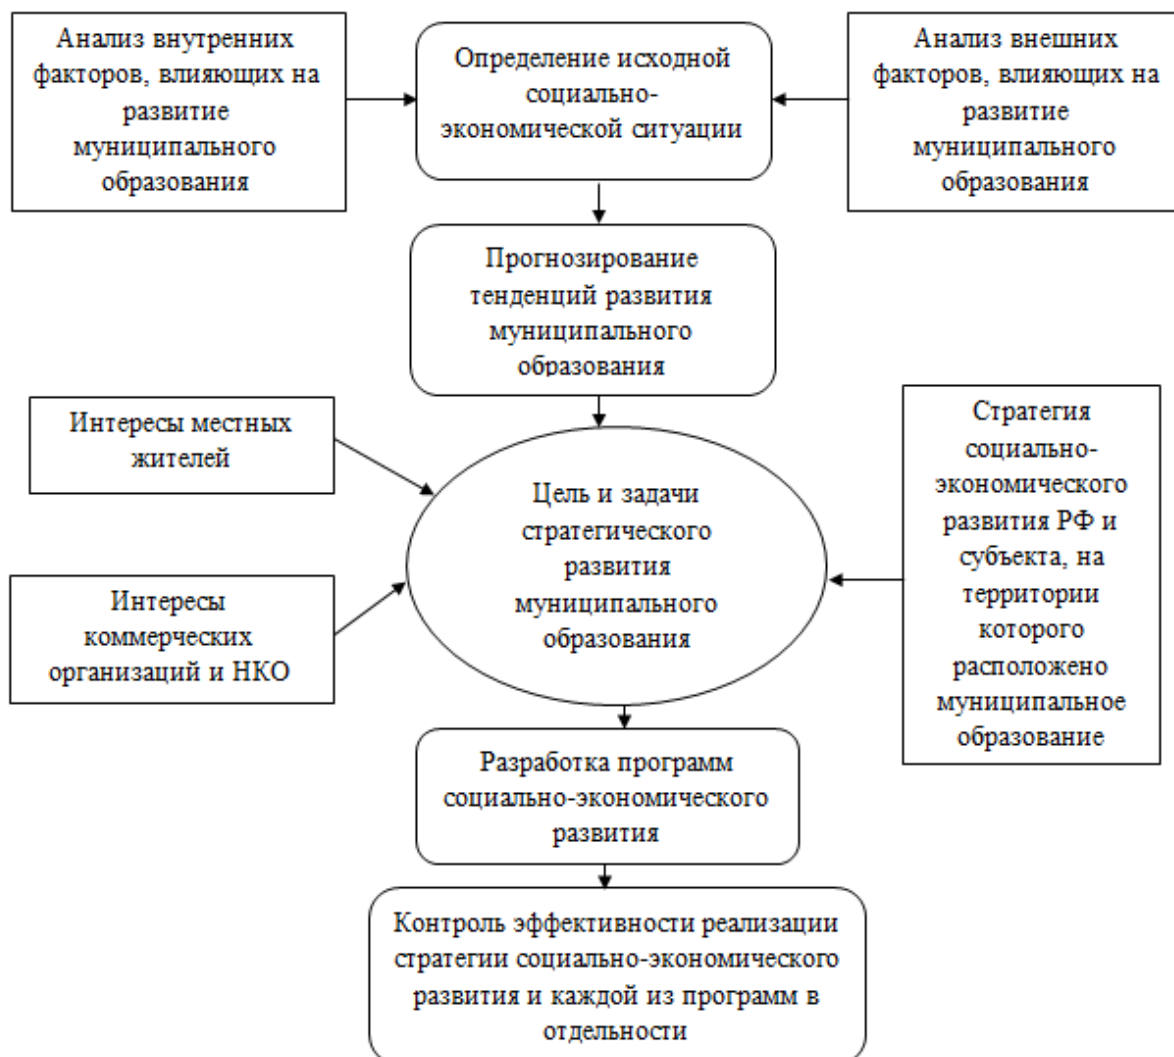 Анализ внутренних
факторов, влияющих на
развитие
муниципального
образования
Определение исходной
социально-
экономической ситуации
Анализ внешних
факторов, влияющих на
развитие
муниципального
образования
Прогнозирование
тенденций развития
муниципального
образования
Интересы местных
жителей
Интересы
коммерческих
организаций и НКО
Цель и задачи
стратегического
развития
муниципального
образования
Стратегия
социально-
экономического
развития РФ и
субъекта, на
территории
которого
расположено
муниципальное
образование
Разработка программ
социально-экономического
развития
Контроль эффективности реализации
стратегии социально-экономического
развития и каждой из программ в
отдельности